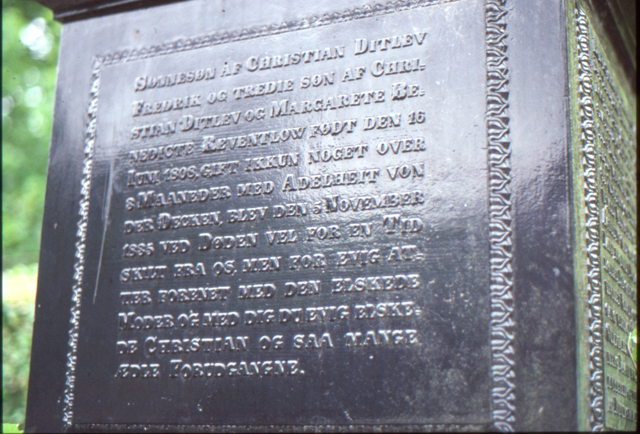 SØNNESØN AF CHRISTIAN DITLEV
FREDRIK OG TREDIE SØN AF CHRI-
STIAN DITLEV OG MARGARETE BE-
NEDICTE REVENTLOW FØDT DEN 16
JUNI 1808, GIFT IKKUN NOGET OVER
8 MAANEDER MED ADELHEIT VON
DER DECKEN, BLEV DEN 5 NOVEMBER
VED DØDEN VEL FOR EN TID
SKILT FRA OS, MEN FOR EVIG AT-
TER FORENET MED DEN ELSKEDE
MODER OG MED DIG DU EVIG ELSKE-
DE CHRISTIAN OG SAA MANGE
ÆDLE FORUDGANGNE.